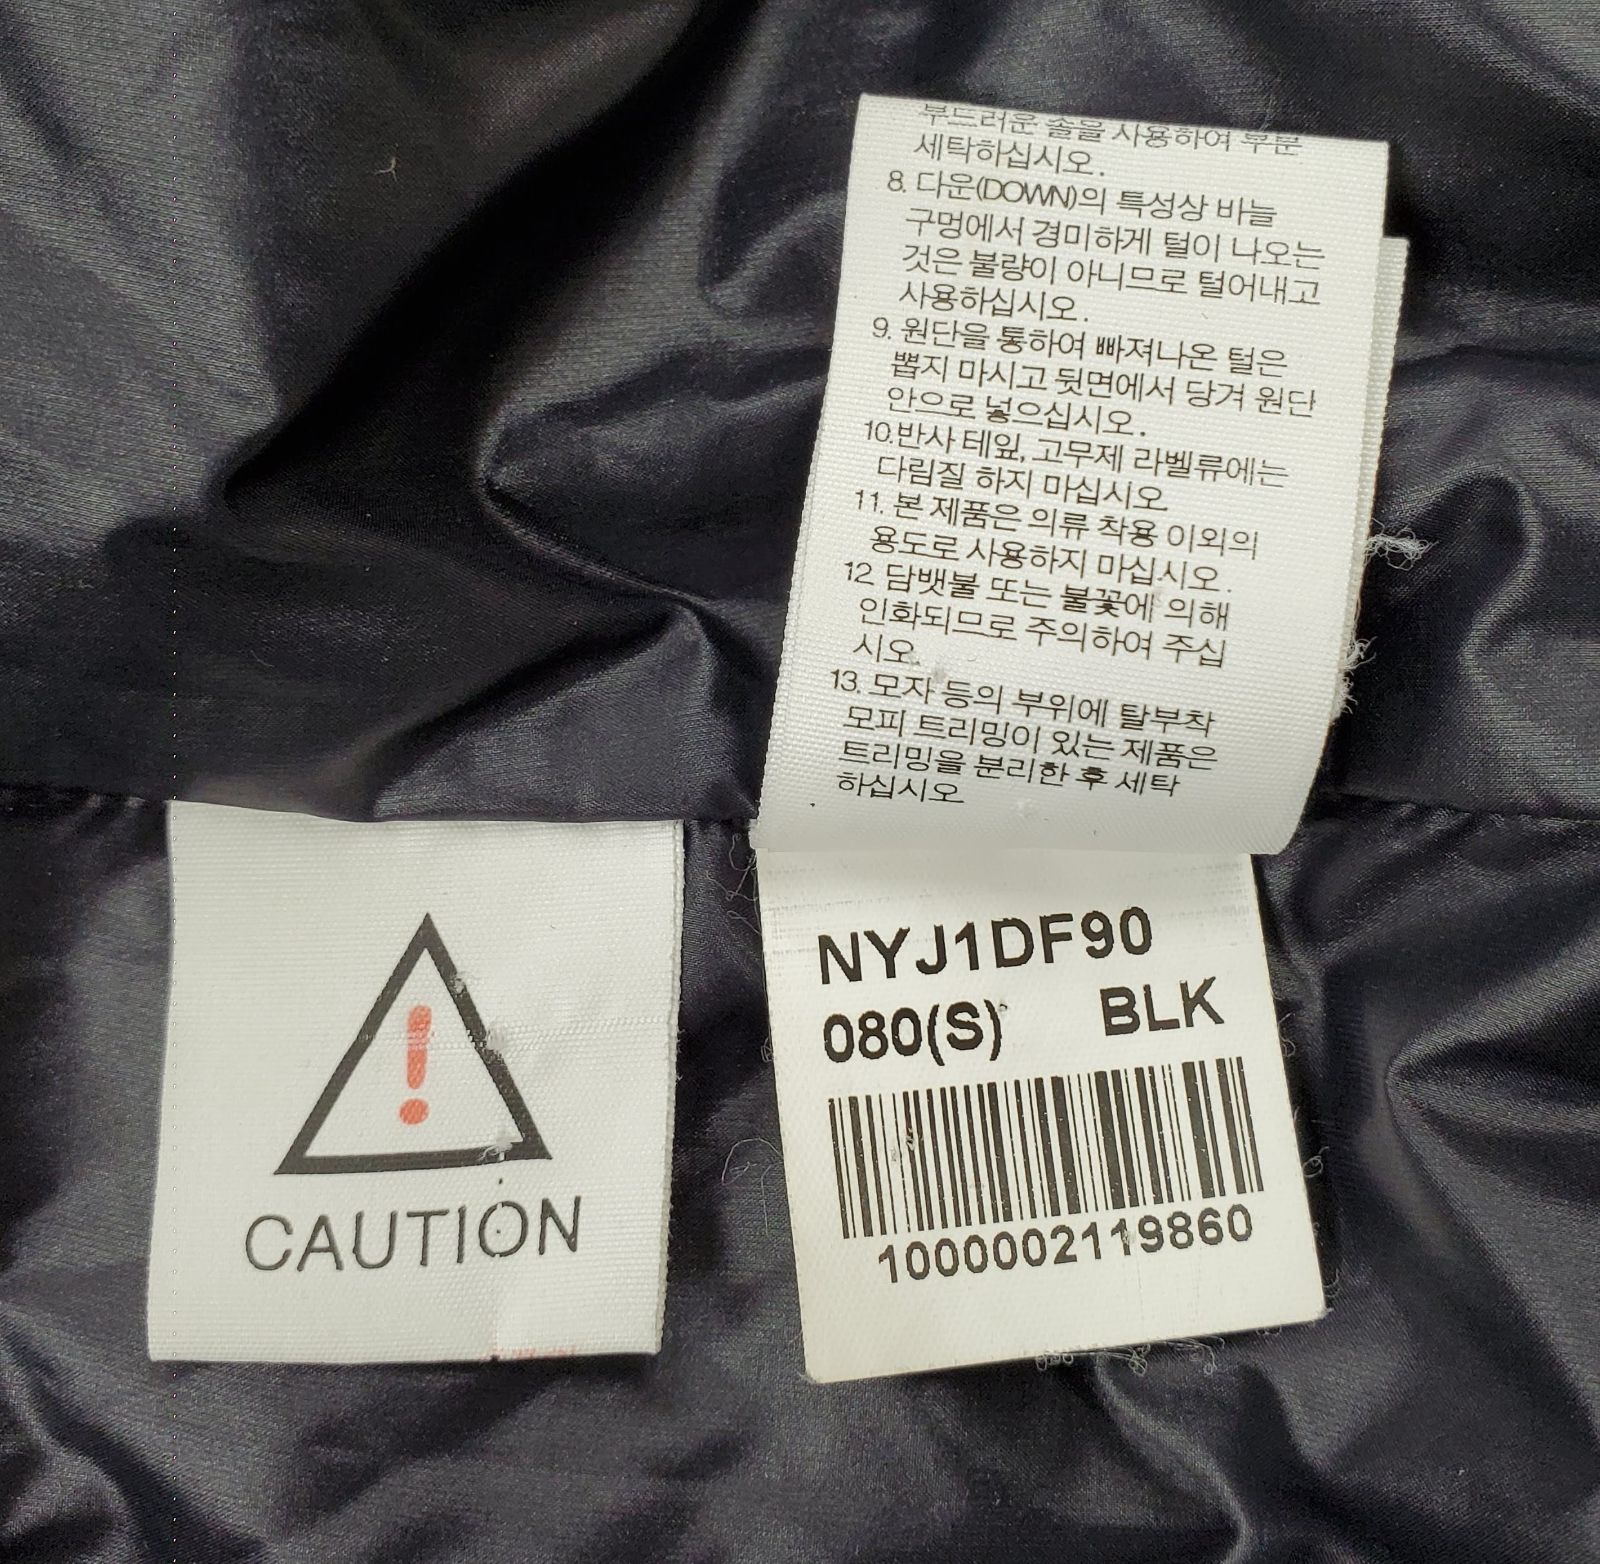 부드러운 솔을 사용하여 부분
세탁하십시오.
8. 다운(DOWN)의 특성상 바늘
구멍에서 경미하게 털이 나오는
것은 불량이 아니므로 털어내고
사용하십시오.
9. 원단을 통하여 빠져나온 털은
뽑지 마시고 뒷면에서 당겨 원단
안으로 넣으십시오.
10.반사 테잎, 고무제 라벨류에는
다림질 하지 마십시오
11. 본 제품은 의류 착용 이외의
용도로 사용하지 마십시오.
12 담뱃불 또는 불꽃에 의해
인화되므로 주의하여 주십
시오.
13. 모자 등의 부위에 탈부착
모피 트리밍이 있는 제품은
트리밍을 분리한 후 세탁
하십시오
CAUTION
NYJ1DF90
080(S) BLK
1000002119860